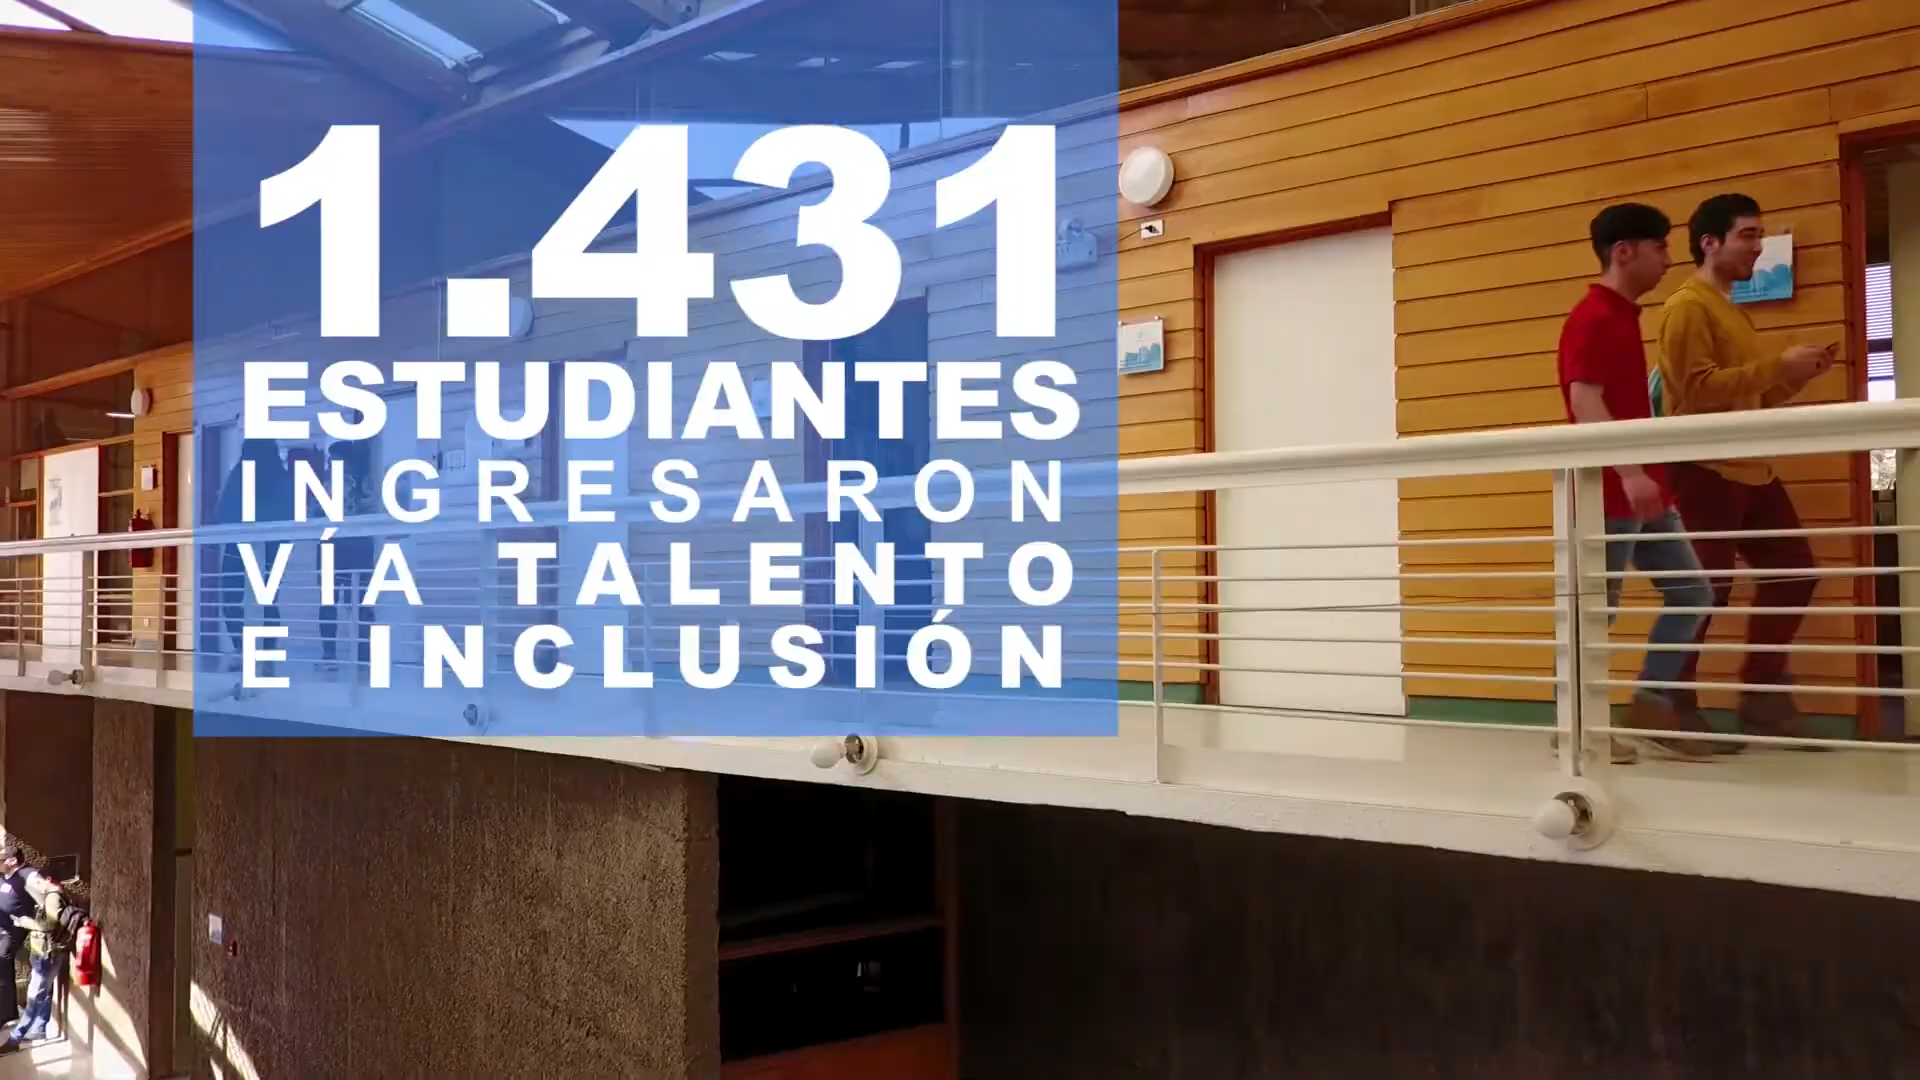 1.431
ESTUDIANTES
INGRESARON
VÍA TALENTO
E INCLUSIÓN